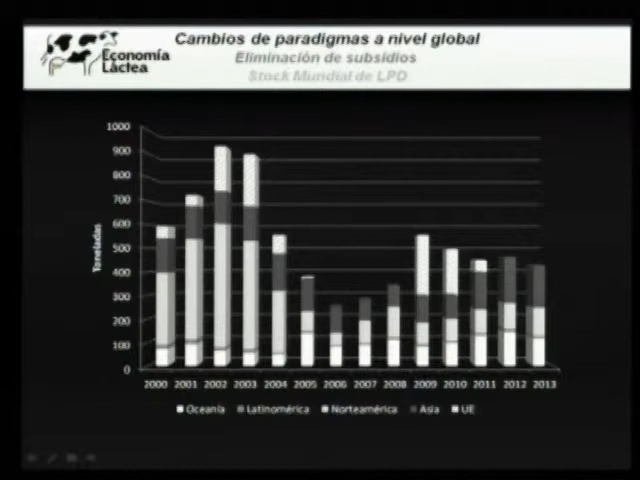 Economía
Láctea
Cambios de paradigmas a nivel global
Eliminación de subsidios
Stock Mundial de LPD
1000
900
800
700
600
500
400
300
200
100
0
Toneladas
2000 2001 2002 2003 2004 2005 2006 2007 2008 2009 2010 2011 2012 2013
Oceanía Latinomérica Norteamérica Asia UE